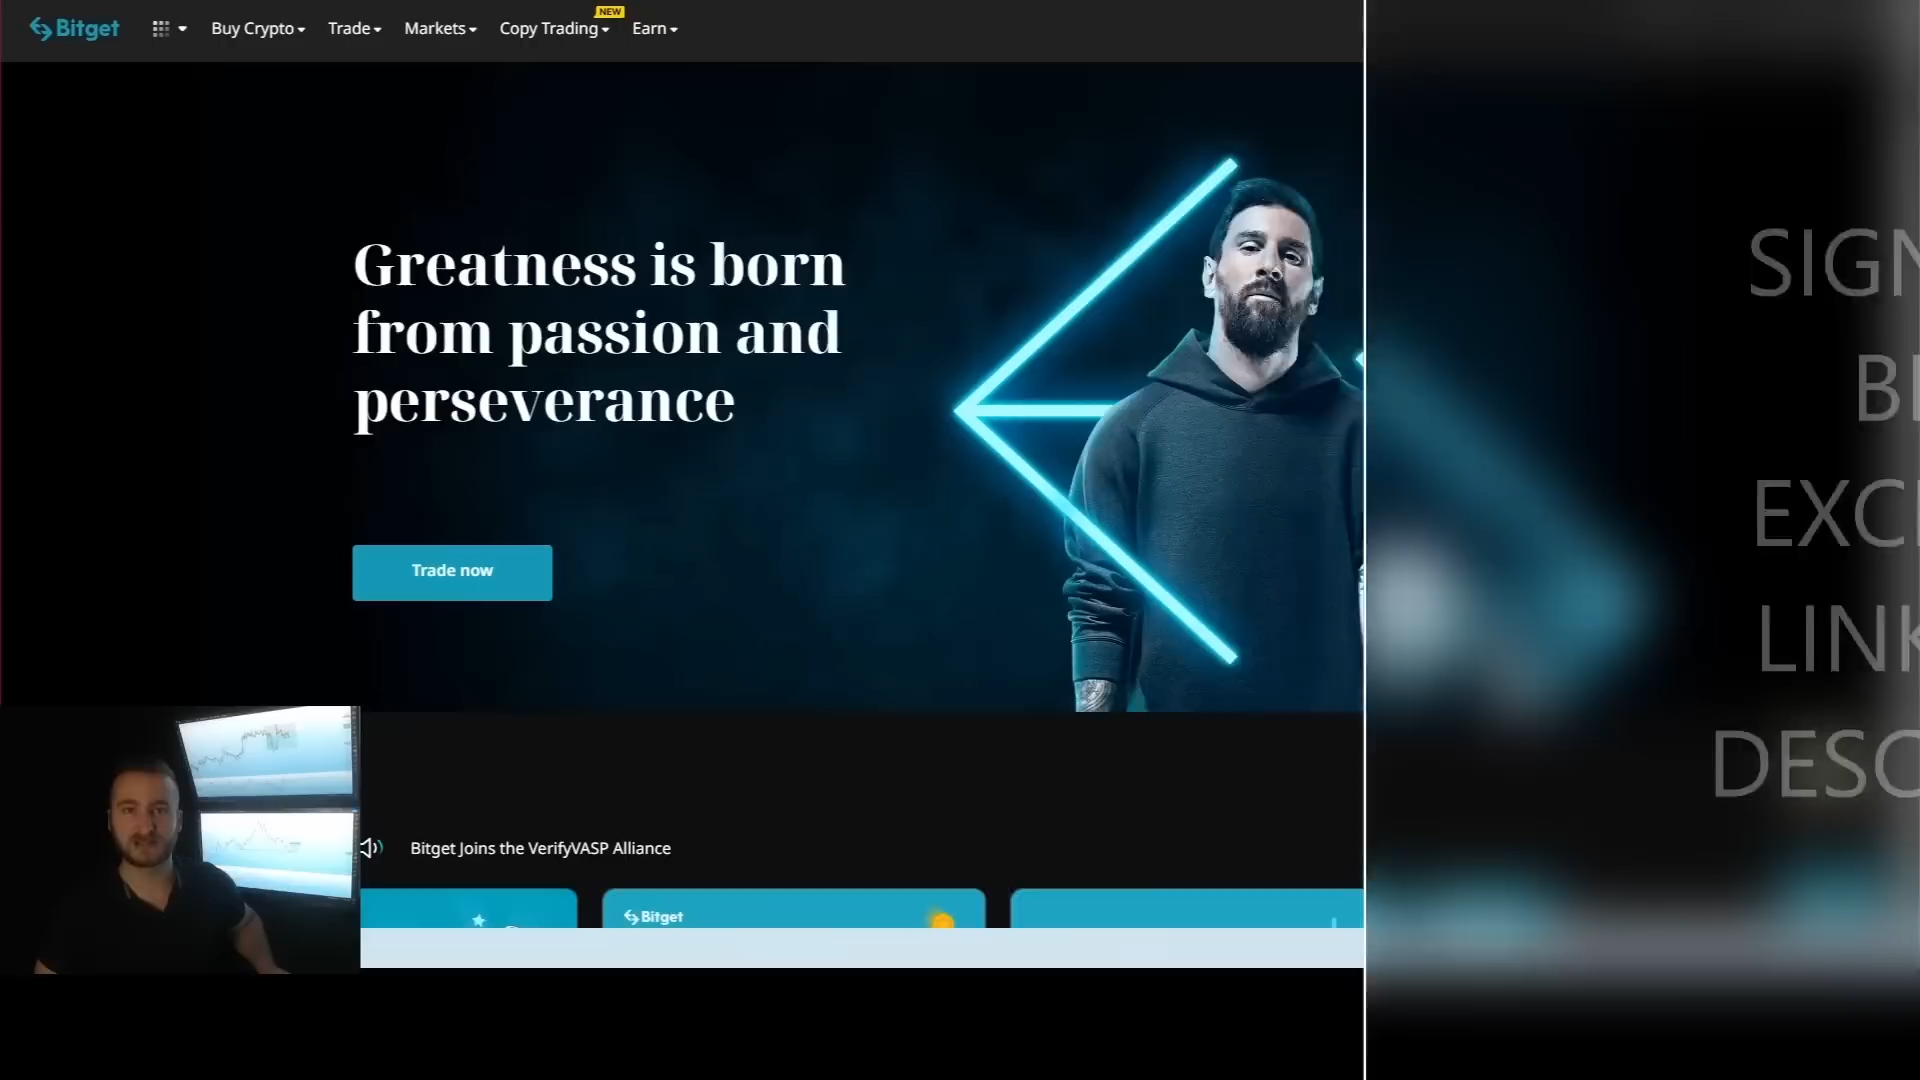 Bitget
Buy Crypto
Trade
Markets
Copy Trading
NEW
Earn
Greatness is born
from passion and
perseverance
Trade now
Bitget Joins the VerifyVASP Alliance
Bitget
SIGN
BI
EXC
LINK
DESC